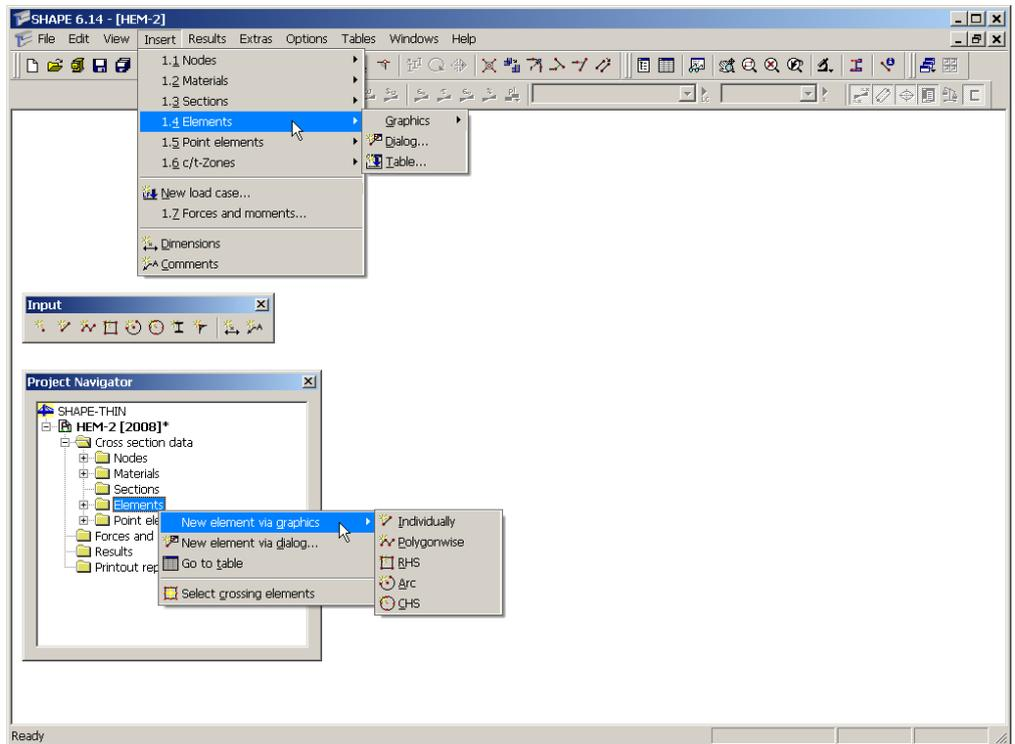 SHAPE 6.14 - [HEM-2]
File Edit View Insert Results Extras Options Tables Windows Help
1.1 Nodes
1.2 Materials
1.3 Sections
1.4 Elements
1.5 Point elements
1.6 c/t-Zones
New load case...
1.7 Forces and moments...
Dimensions
Comments
Graphics
Dialog...
Table...
Input
Project Navigator
SHAPE-THIN
HEM-2 [2008]*
Cross section data
Nodes
Materials
Sections
Elements
Point ele
Forces and
Results
Printout rep
New element via graphics
New element via dialog...
Go to table
Select crossing elements
Individually
Polygonwise
RHS
Arc
CHS
Ready